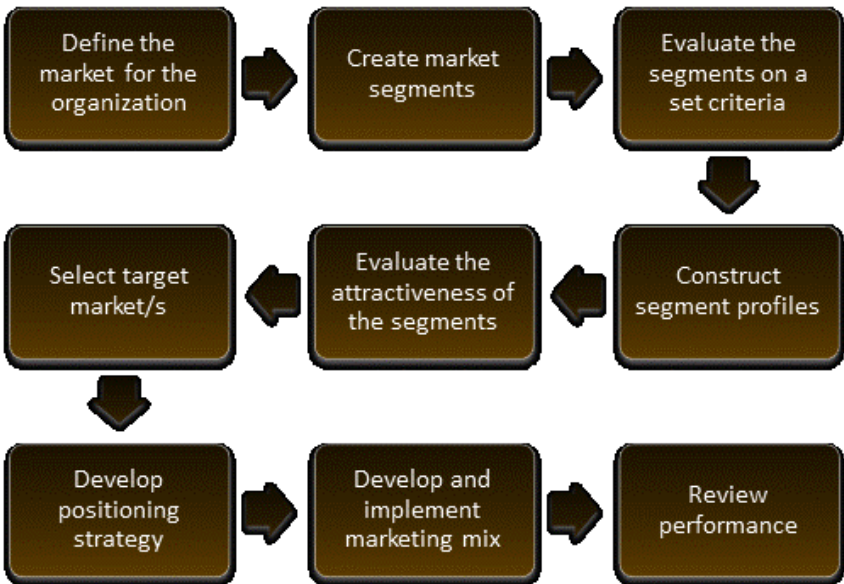 Define the
market for the
organization
Create market
segments
Evaluate the
segments on a
set criteria
Construct
segment profiles
Evaluate the
attractiveness of
the segments
Select target
market/s
Develop
positioning
strategy
Develop and
implement
marketing mix
Review
performance